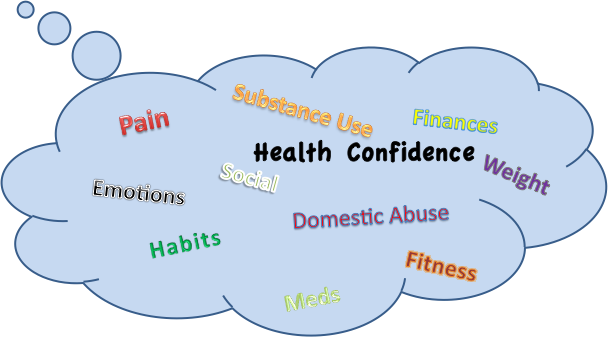 Substance Use
Pain
Finances
Health Confidence
Social
Weight
Emotions
Domestic Abuse
Habits
Fitness
Meds